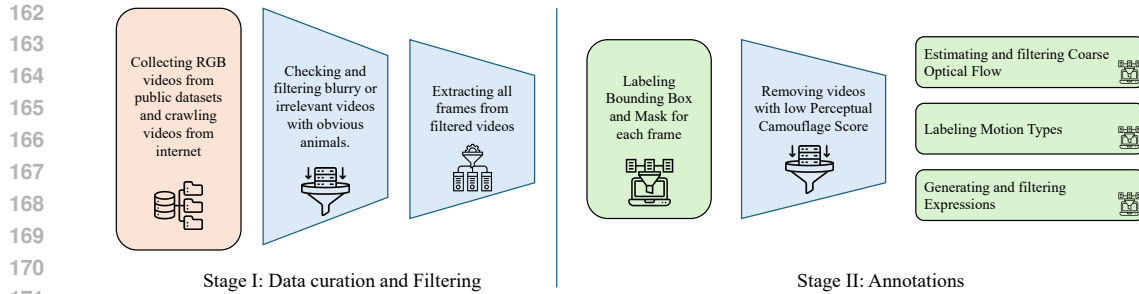 162
163
164
165
166
167
168
169
170
Collecting RGB
videos from
public datasets
and crawling
videos from
internet
Checking and
filtering blurry or
irrelevant videos
with obvious
animals.
Extracting all
frames from
filtered videos
Stage I: Data curation and Filtering
Labeling
Bounding Box
and Mask for
each frame
Removing videos
with low Perceptual
Camouflage Score
Estimating and filtering Coarse
Optical Flow
Labeling Motion Types
Generating and filtering
Expressions
Stage II: Annotations